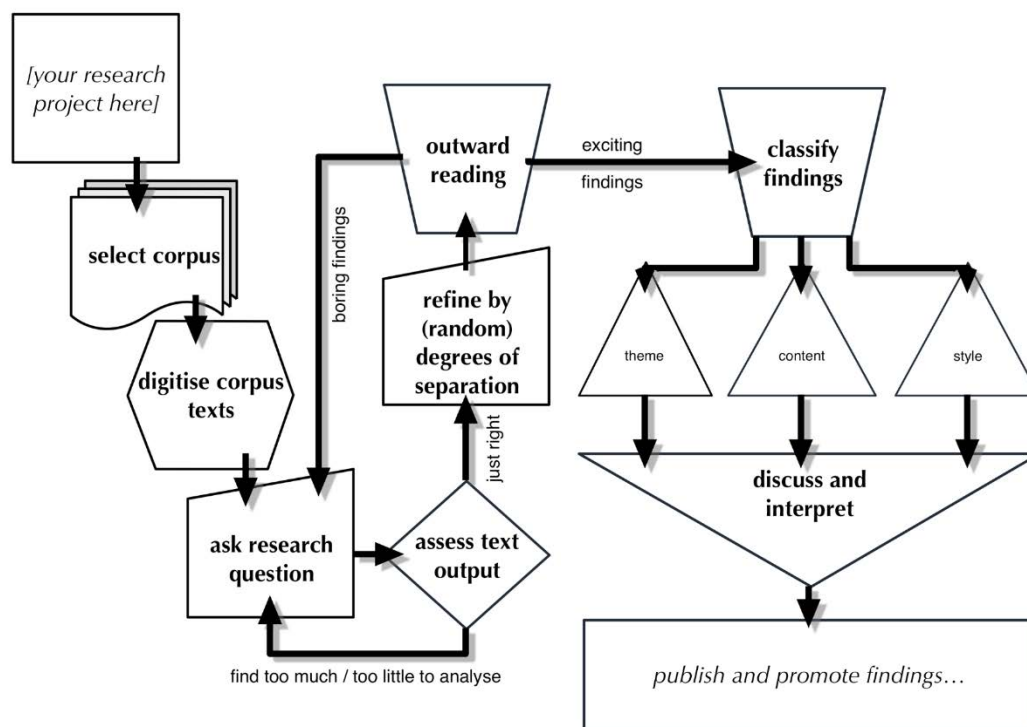 [your research
project here]
select corpus
digitise corpus
texts
ask research
question
find too much / too little to analyse
assess text
output
just right
refine by
(random)
degrees of
separation
outward
reading
boring findings
exciting
findings
classify
findings
theme
content
style
discuss and
interpret
publish and promote findings...